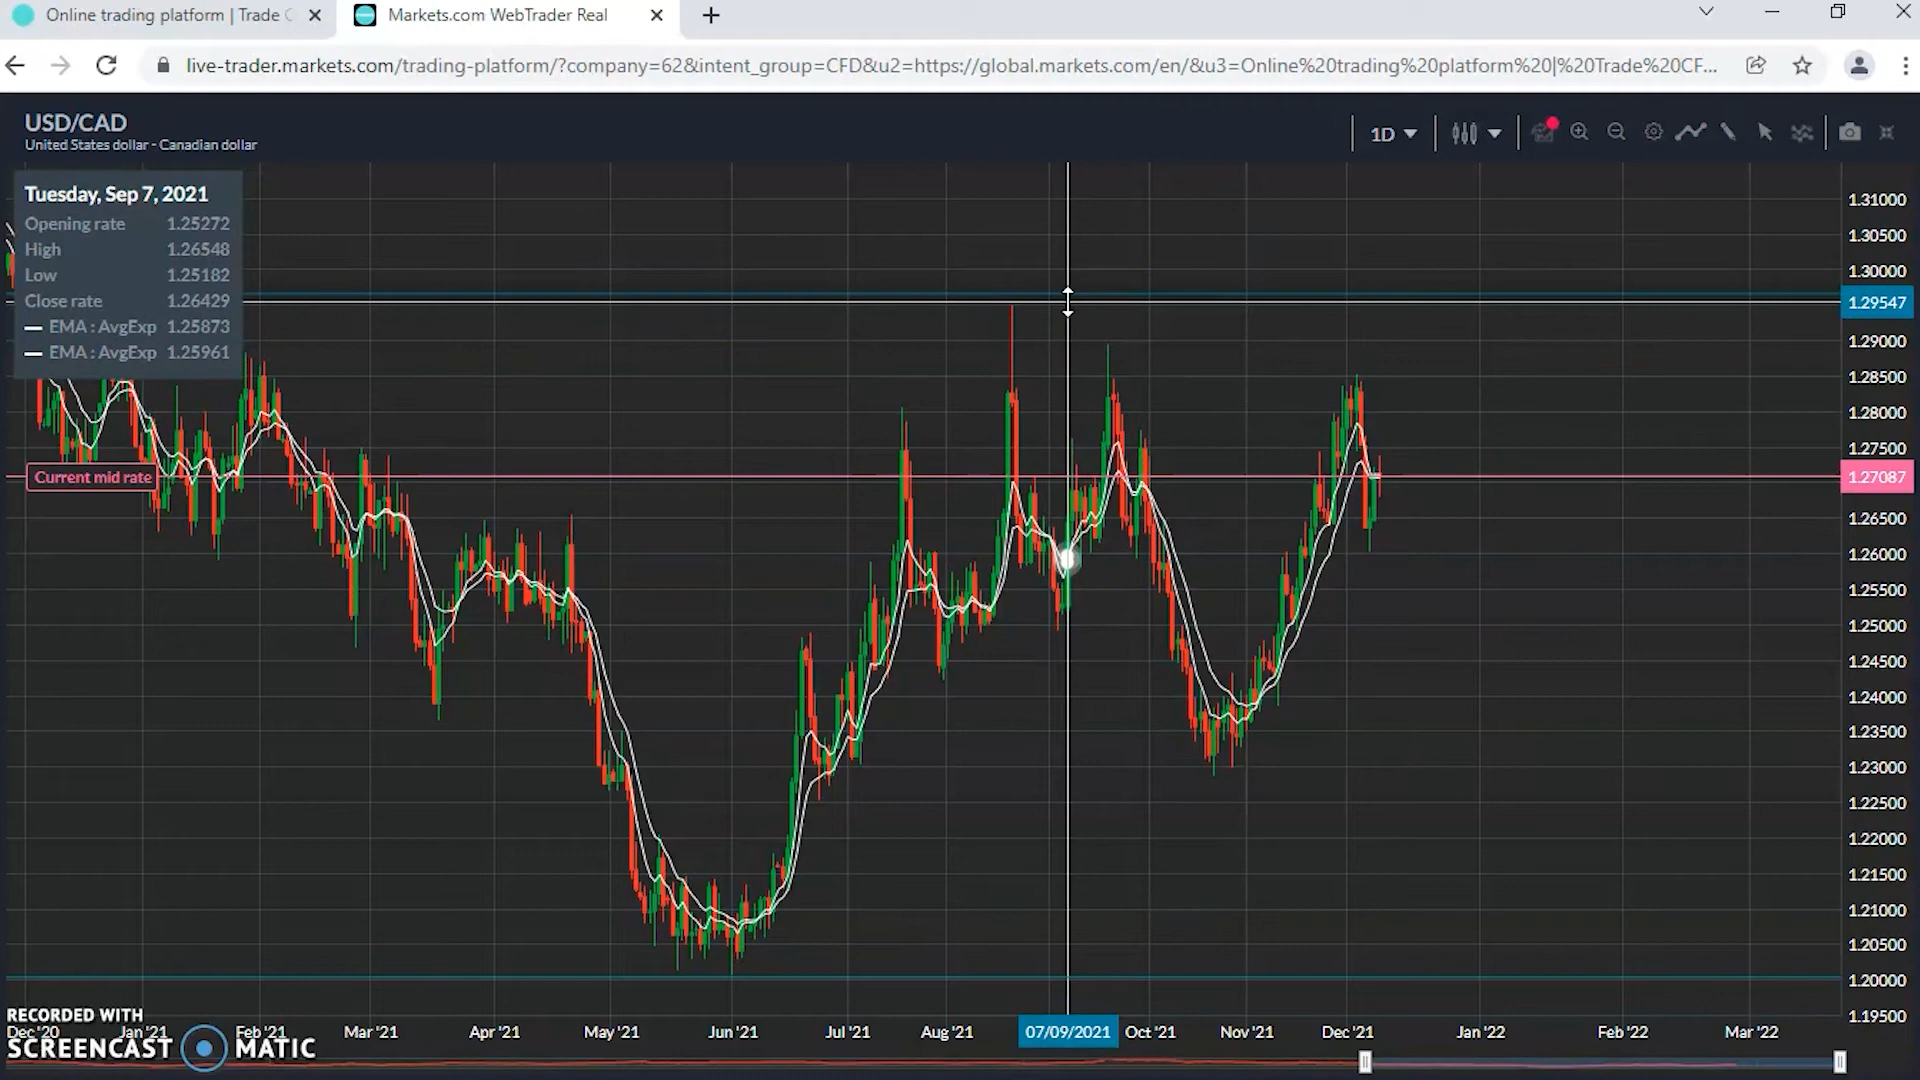 Online trading platform | Trade C
Markets.com WebTrader Real
live-trader.markets.com/trading-platform/?company=62&intent_group=CFD&u2=https://global.markets.com/en/&u3=Online%20trading%20platform%20|%20Trade%20CF...
USD/CAD
United States dollar - Canadian dollar
1D
Tuesday, Sep 7, 2021
Opening rate 1.25272
High 1.26548
Low 1.25182
Close rate 1.26429
EMA : AvgExp 1.25873
EMA : AvgExp 1.25961
Current mid rate
1.31000
1.30500
1.30000
1.29547
1.29000
1.28500
1.28000
1.27500
1.27087
1.26500
1.26000
1.25500
1.25000
1.24500
1.24000
1.23500
1.23000
1.22500
1.22000
1.21500
1.21000
1.20500
1.20000
1.19500
Dec '20 Jan '21 Feb '21 Mar '21 Apr '21 May '21 Jun '21 Jul '21 Aug '21 07/09/2021 Oct '21 Nov '21 Dec '21 Jan '22 Feb '22 Mar '22
RECORDED WITH
SCREENCAST MATIC